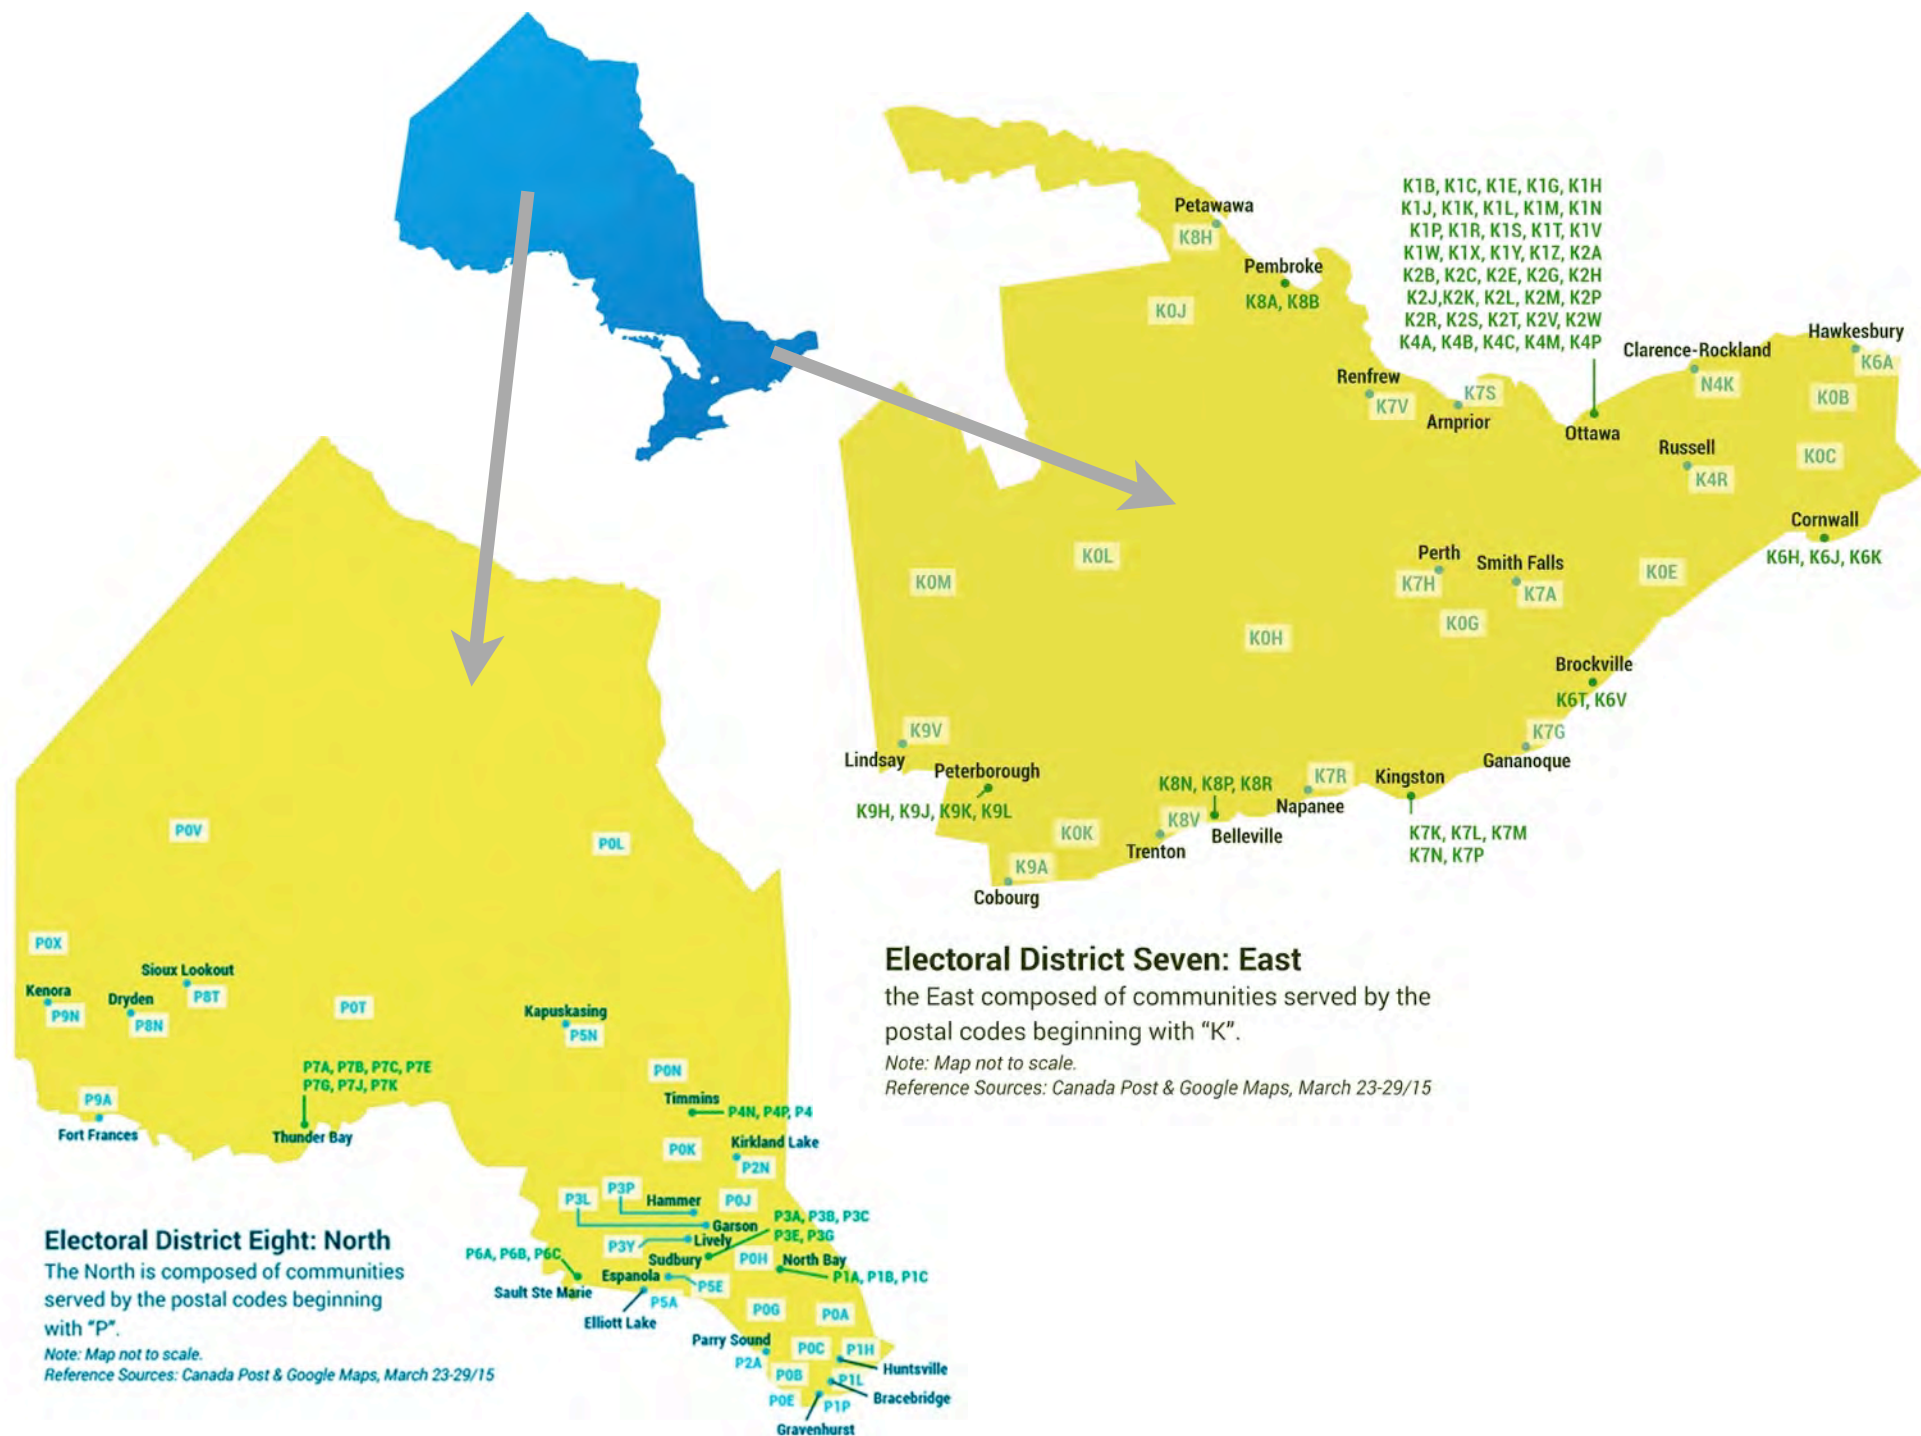 Petawawa
K8H
Pembroke
K8A, K8B
K0J
K1B, K1C, K1E, K1G, K1H
K1J, K1K, K1L, K1M, K1N
K1P, K1R, K1S, K1T, K1V
K1W, K1X, K1Y, K1Z, K2A
K2B, K2C, K2E, K2G, K2H
K2J,K2K, K2L, K2M, K2P
K2R, K2S, K2T, K2V, K2W
K4A, K4B, K4C, K4M, K4P
Ottawa
Renfrew
K7V
K7S
Arnprior
Clarence-Rockland
N4K
Hawkesbury
K6A
K0B
Russell
K4R
K0C
Cornwall
K6H, K6J, K6K
K0M
K0L
Perth
K7H
Smith Falls
K7A
K0E
K0G
K0H
Brockville
K6T, K6V
K7G
Gananoque
K9V
Lindsay
Peterborough
K9H, K9J, K9K, K9L
K8N, K8P, K8R
Belleville
K7R
Napanee
Kingston
K7K, K7L, K7M
K7N, K7P
K0K
K8V
Trenton
K9A
Cobourg
Electoral District Seven: East
the East composed of communities served by the
postal codes beginning with “K”.
Note: Map not to scale.
Reference Sources: Canada Post & Google Maps, March 23-29/15
P0V
P0L
P0X
Kenora
P9N
Dryden
P8N
Sioux Lookout
P8T
P0T
Kapuskasing
P5N
P7A, P7B, P7C, P7E
P7G, P7J, P7K
Thunder Bay
P9A
Fort Frances
P0N
Timmins
P4N, P4P, P4
P0K
Kirkland Lake
P2N
P3L
P3P
Hammer
P0J
Garson
P3A, P3B, P3C
P3E, P3G
P3Y
Lively
Sudbury
P0H
North Bay
P1A, P1B, P1C
P6A, P6B, P6C
Sault Ste Marie
Espanola
P5E
P5A
Elliott Lake
P0G
P0A
Parry Sound
P2A
P0C
P1H
Huntsville
P0B
P1L
Bracebridge
P0E
P1P
Gravenhurst
Electoral District Eight: North
The North is composed of communities
served by the postal codes beginning
with “P”.
Note: Map not to scale.
Reference Sources: Canada Post & Google Maps, March 23-29/15